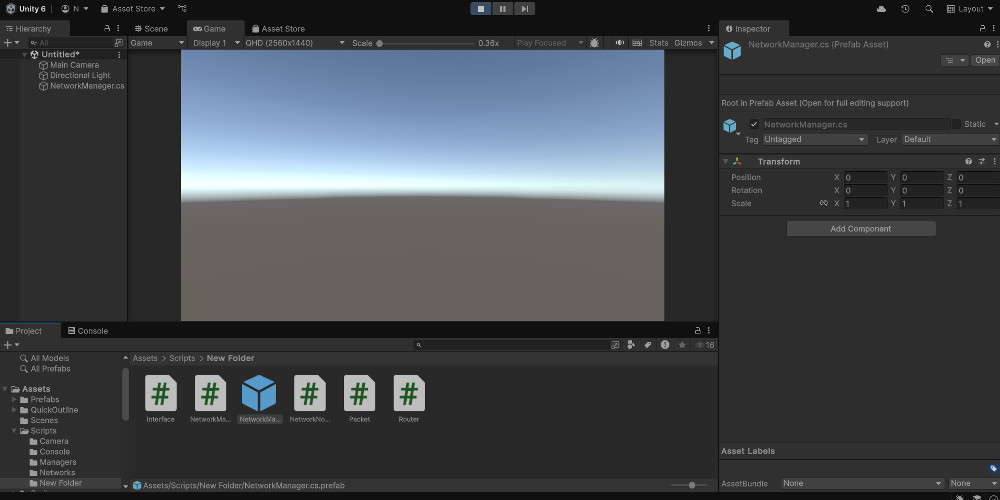 Unity 6 N Asset Store Layout
Hierarchy Scene Game Asset Store Inspector
All Game Display 1 QHD (2560x1440) Scale 0.36x Play Focused Stats Gizmos
NetworkManager.cs (Prefab Asset)
Open
Untitled*
Main Camera
Directional Light
NetworkManager.cs
Root in Prefab Asset (Open for full editing support)
NetworkManager.cs Static
Tag Untagged Layer Default
Transform
Position X 0 Y 0 Z 0
Rotation X 0 Y 0 Z 0
Scale X 1 Y 1 Z 1
Add Component
Project Console
16
All Models
All Prefabs
Assets
Prefabs
QuickOutline
Scenes
Scripts
Camera
Console
Managers
Networks
New Folder
Assets > Scripts > New Folder
Interface NetworkMa... NetworkMa... NetworkNo... Packet Router
Assets/Scripts/New Folder/NetworkManager.cs.prefab
Asset Labels
AssetBundle None None